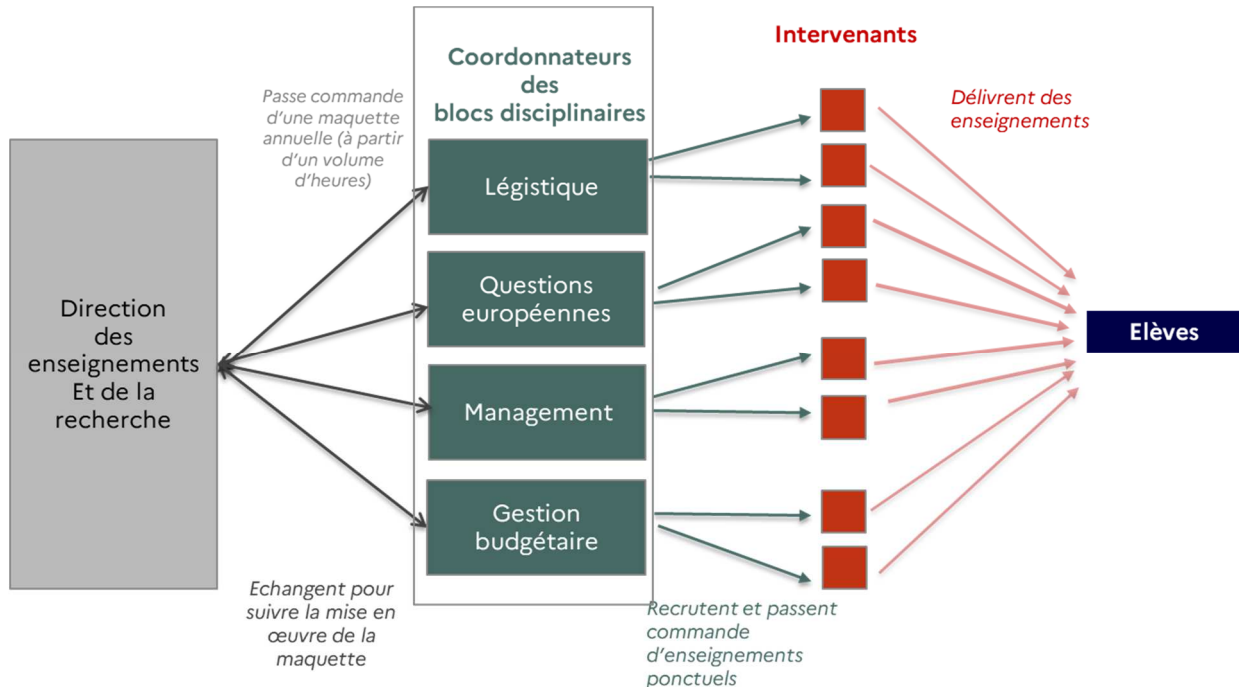 Direction
des
enseignements
Et de la
recherche
Passe commande
d'une maquette
annuelle (à partir
d'un volume
d'heures)
Echangent pour
suivre la mise en
œuvre de la
maquette
Coordonnateurs
des
blocs disciplinaires
Légistique
Questions
européennes
Management
Gestion
budgétaire
Recrutent et passent
commande
d'enseignements
ponctuels
Intervenants
Délivrent des
enseignements
Elèves